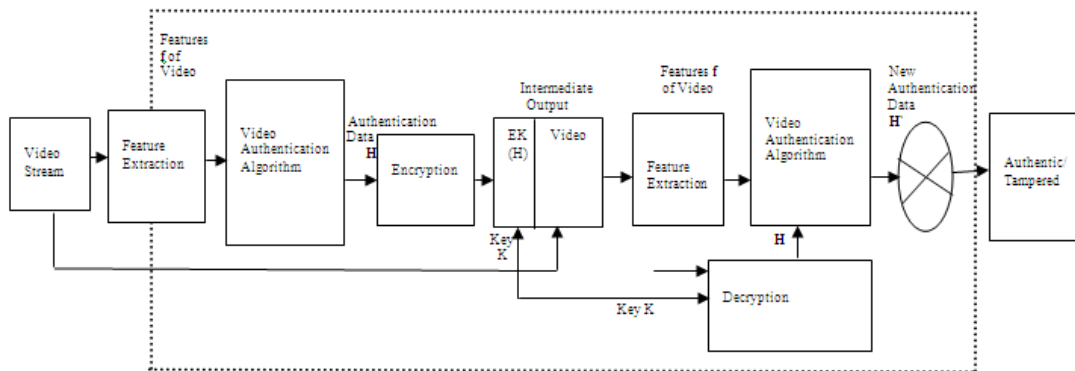 Features
f of
Video
Video
Stream
Feature
Extraction
Video
Authentication
Algorithm
Authentication
Data
H
Encryption
Intermediate
Output
EK
(H)
Video
Key
K
Features f
of Video
Feature
Extraction
Video
Authentication
Algorithm
H
Key K
Decryption
New
Authentication
Data
H'
Authentic/
Tampered